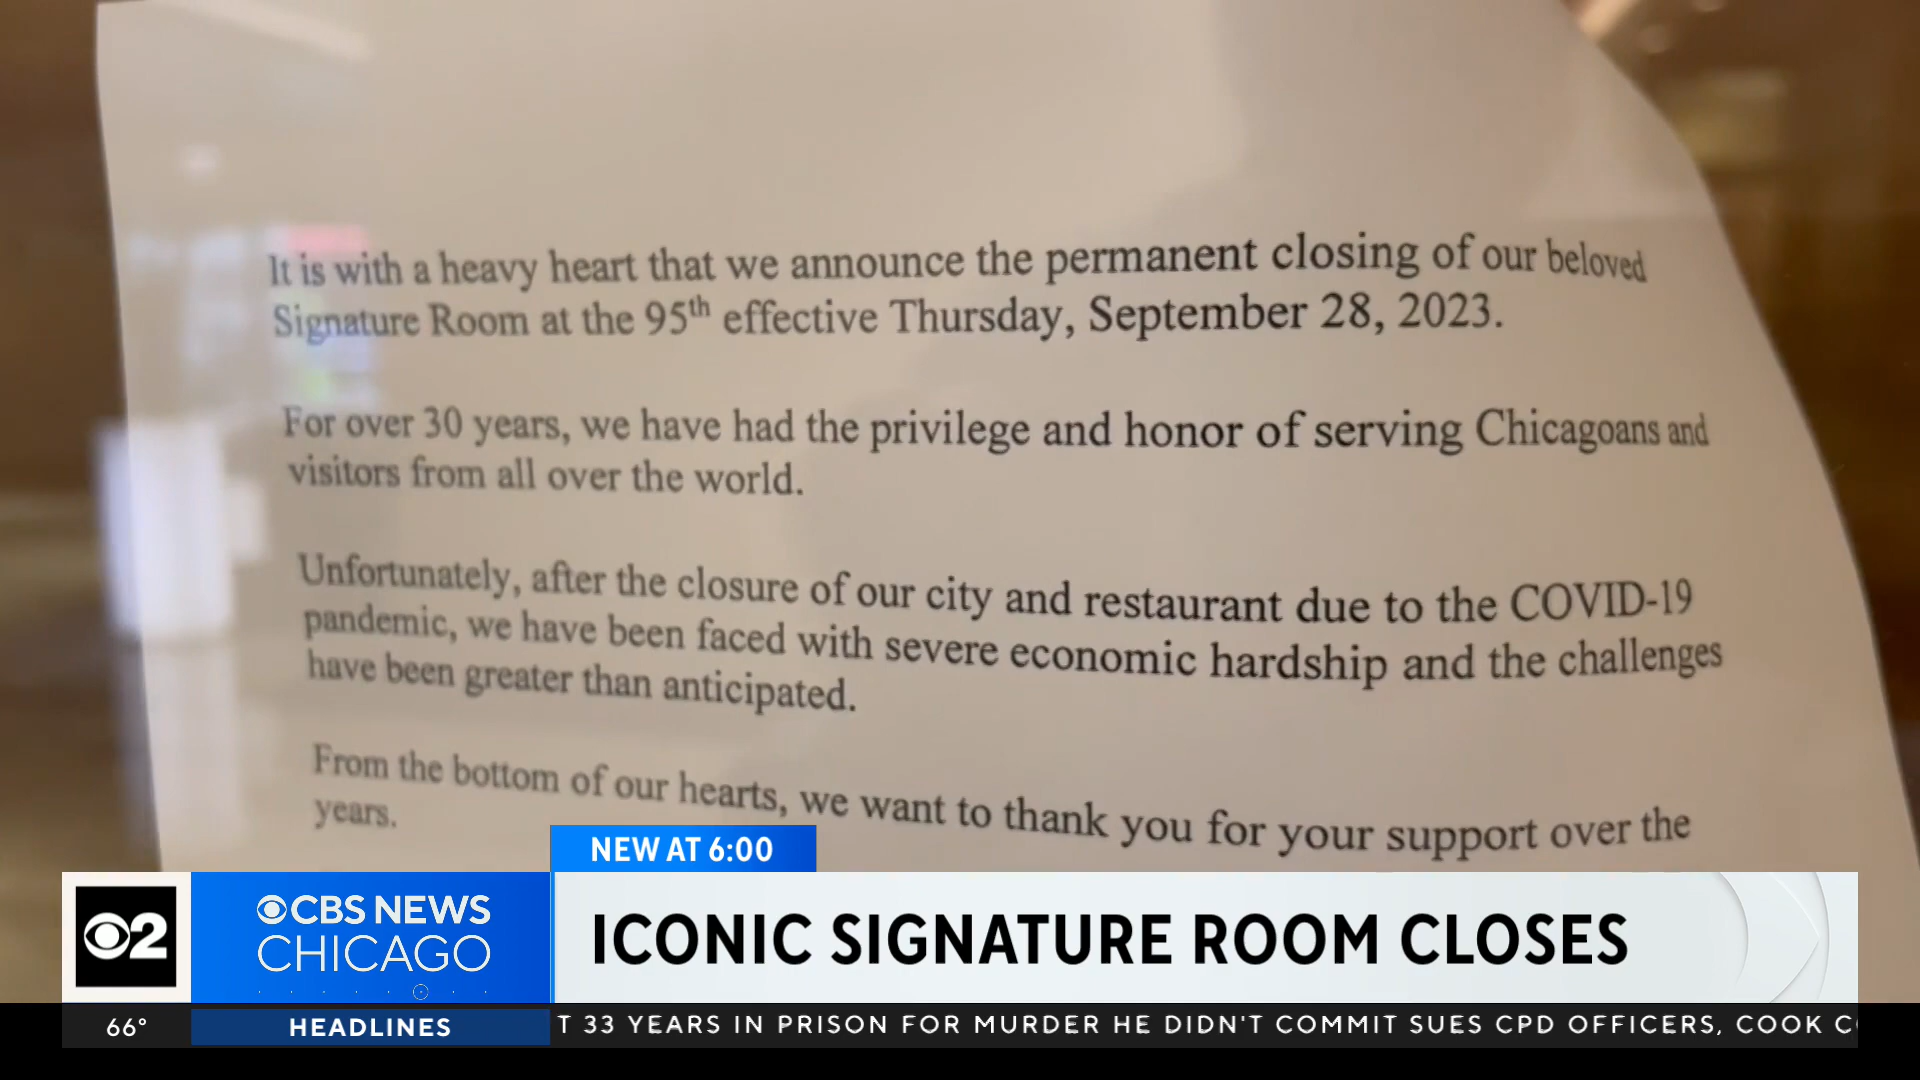 It is with a heavy heart that we announce the permanent closing of our beloved
Signature Room at the 95th effective Thursday, September 28, 2023.
For over 30 years, we have had the privilege and honor of serving Chicagoans and
visitors from all over the world.
Unfortunately, after the closure of our city and restaurant due to the COVID-19
pandemic, we have been faced with severe economic hardship and the challenges
have been greater than anticipated.
From the bottom of our hearts, we want to thank you for your support over the
years.
NEW AT 6:00
2
CBS NEWS
CHICAGO
ICONIC SIGNATURE ROOM CLOSES
66°
HEADLINES
T 33 YEARS IN PRISON FOR MURDER HE DIDN'T COMMIT SUES CPD OFFICERS, COOK C